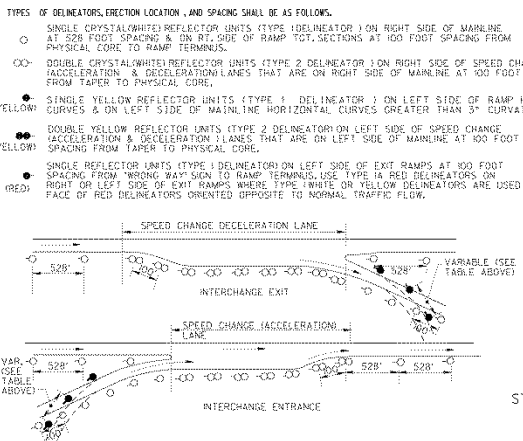 TYPES OF DELINEATORS, ERECTION LOCATION, AND SPACING SHALL BE AS FOLLOWS.
SINGLE CRYSTAL(WHITE) REFLECTOR UNITS (TYPE 1 DELINEATOR) ON RIGHT SIDE OF MAINLINE
AT 528 FOOT SPACING & ON RT. SIDE OF RAMP TGT. SECTIONS AT 100 FOOT SPACING FROM
PHYSICAL CORE TO RAMP TERMINUS.
DOUBLE CRYSTAL(WHITE) REFLECTOR UNITS (TYPE 2 DELINEATOR) ON RIGHT SIDE OF SPEED CH
(ACCELERATION & DECELERATION) LANES THAT ARE ON RIGHT SIDE OF MAINLINE AT 100 FOOT
FROM TAPER TO PHYSICAL CORE.
SINGLE YELLOW REFLECTOR UNITS (TYPE 1 DELINEATOR) ON LEFT SIDE OF RAMP
CURVES & ON LEFT SIDE OF MAINLINE HORIZONTAL CURVES GREATER THAN 3° CURVA
YELLOW)
DOUBLE YELLOW REFLECTOR UNITS (TYPE 2 DELINEATOR) ON LEFT SIDE OF SPEED CHANGE
(ACCELERATION & DECELERATION) LANES THAT ARE ON LEFT SIDE OF MAINLINE AT 100 FOOT
YELLOW)
SPACING FROM TAPER TO PHYSICAL CORE.
SINGLE REFLECTOR UNITS (TYPE 1 DELINEATOR) ON LEFT SIDE OF EXIT RAMPS AT 100 FOOT
SPACING FROM "WRONG WAY" SIGN TO RAMP TERMINUS. USE TYPE 1A RED DELINEATORS ON
(RED)
RIGHT OR LEFT SIDE OF EXIT RAMPS WHERE TYPE 1 WHITE OR YELLOW DELINEATORS ARE USED
FACE OF RED DELINEATORS ORIENTED OPPOSITE TO NORMAL TRAFFIC FLOW.
SPEED CHANGE DECELERATION LANE
528'
100'
528'
VARIABLE (SEE
TABLE ABOVE)
INTERCHANGE EXIT
100'
SPEED CHANGE (ACCELERATION)
LANE
VAR.
(SEE
TABLE
ABOVE)
528'
100'
528'
528'
100'
INTERCHANGE ENTRANCE
ST